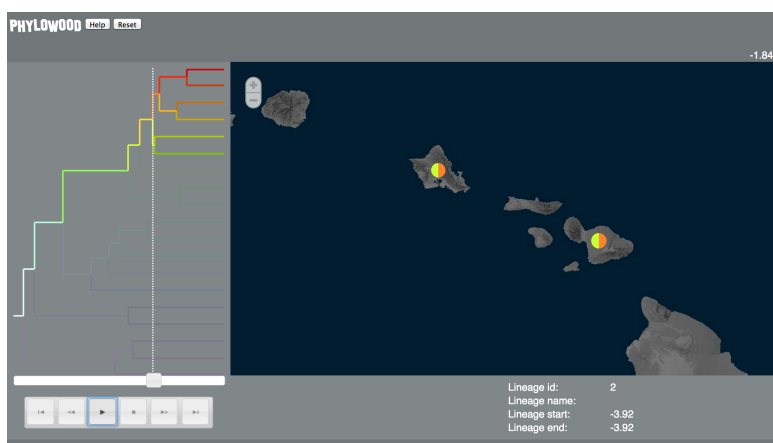 PHYLOWOOD Help Reset
-1.84
+
−
Lineage id: 2
Lineage name:
Lineage start: -3.92
Lineage end: -3.92